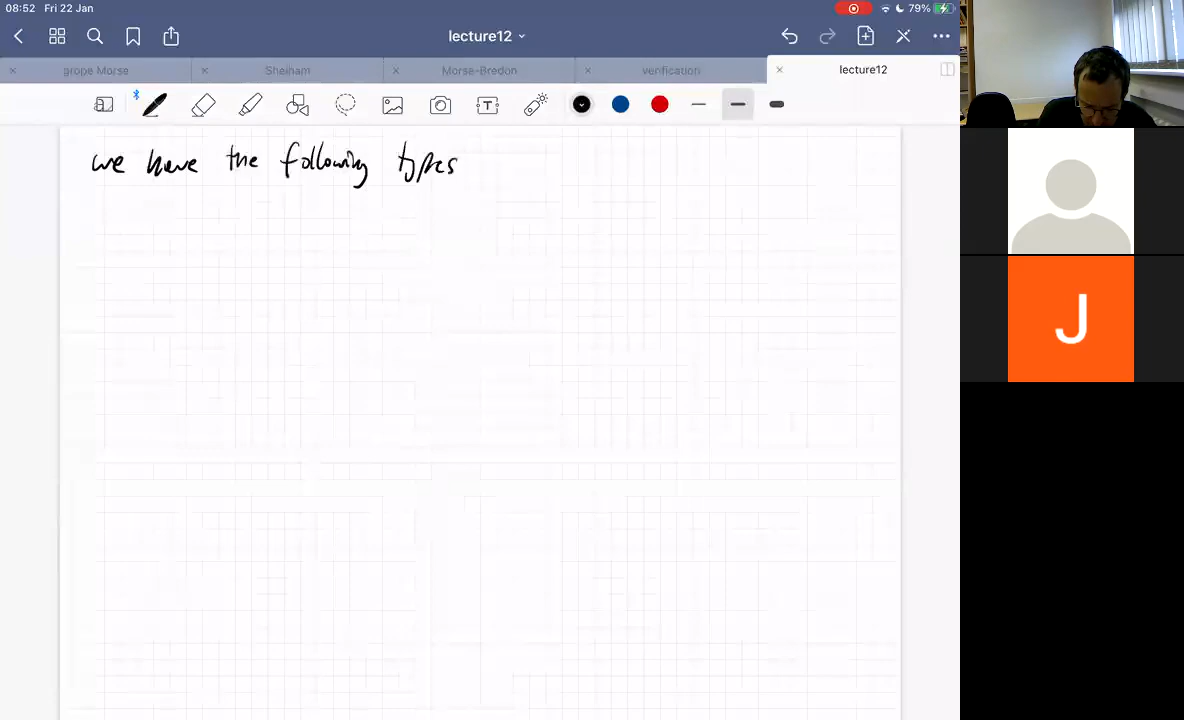 08:52 Fri 22 Jan
79%
lecture12
grope Morse
Sheiham
Morse-Bredon
verification
lecture12
T
we have the following types
J